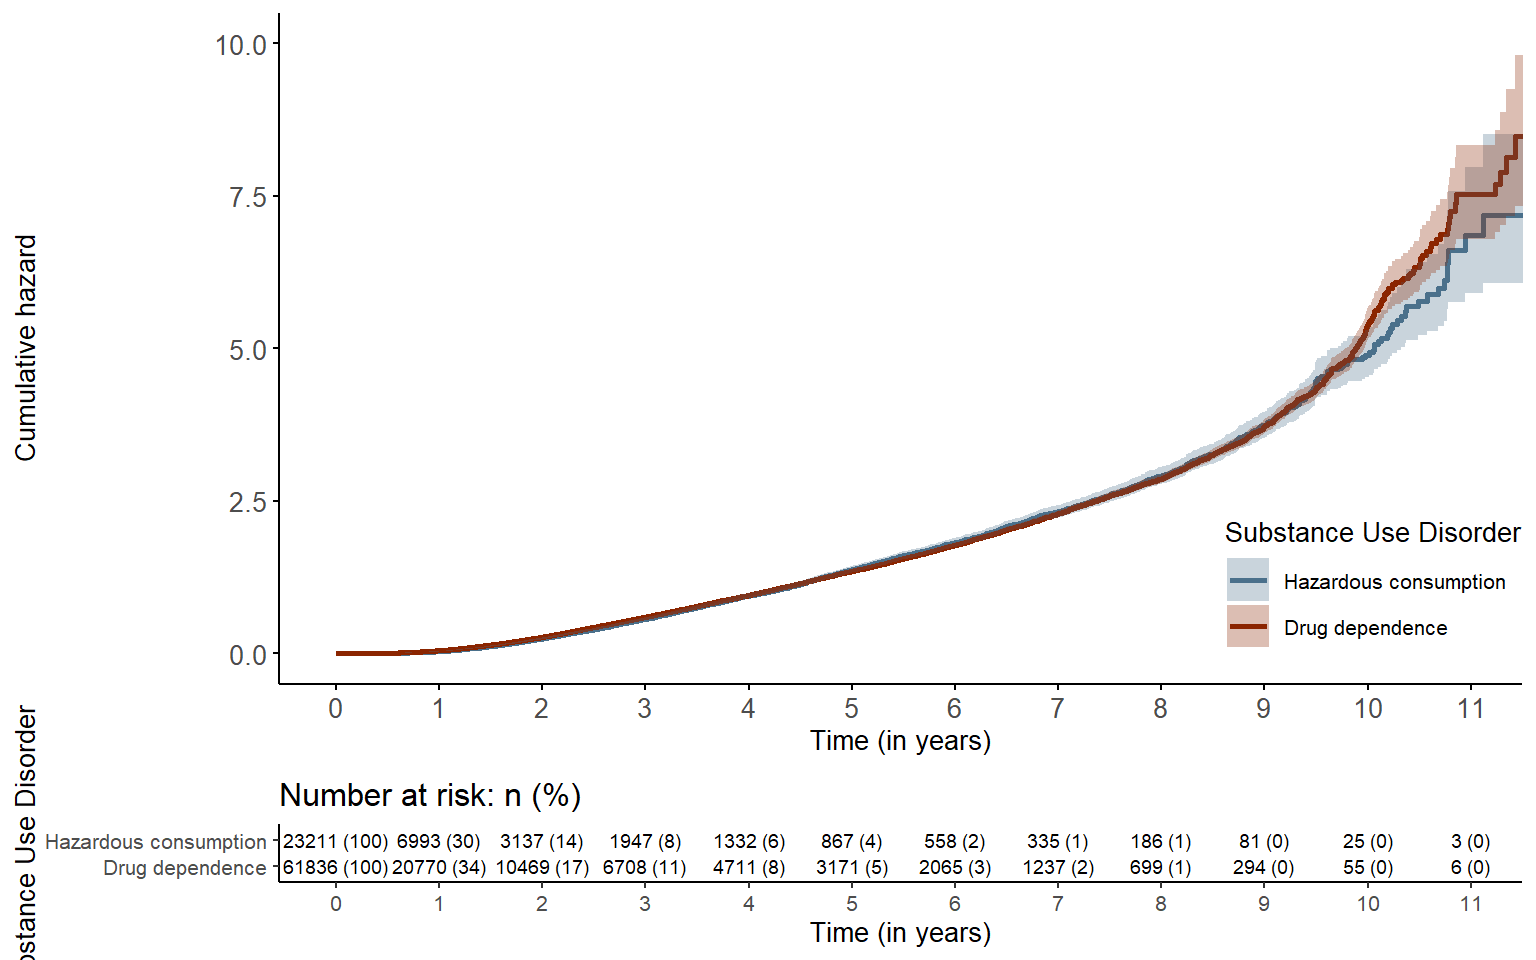 10.0
7.5
5.0
2.5
0.0
Cumulative hazard
Substance Use Disorder
Hazardous consumption
Drug dependence
0 1 2 3 4 5 6 7 8 9 10 11
Time (in years)
Number at risk: n (%)
Hazardous consumption 23211 (100) 6993 (30) 3137 (14) 1947 (8) 1332 (6) 867 (4) 558 (2) 335 (1) 186 (1) 81 (0) 25 (0) 3 (0)
Drug dependence 61836 (100) 20770 (34) 10469 (17) 6708 (11) 4711 (8) 3171 (5) 2065 (3) 1237 (2) 699 (1) 294 (0) 55 (0) 6 (0)
0 1 2 3 4 5 6 7 8 9 10 11
Time (in years)
Use Disorder